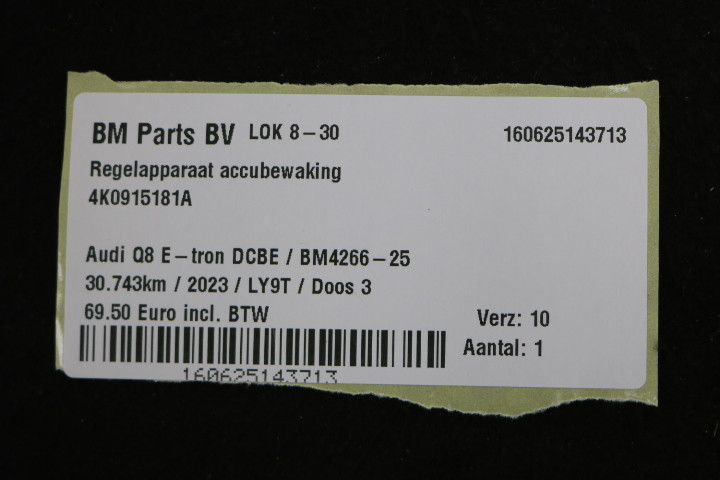 BM Parts BV LOK 8-30 160625143713
Regelapparaat accubewaking
4K0915181A
Audi Q8 E-tron DCBE / BM4266-25
30.743km / 2023 / LY9T / Doos 3
69.50 Euro incl. BTW
Verz: 10
Aantal: 1
160625143713